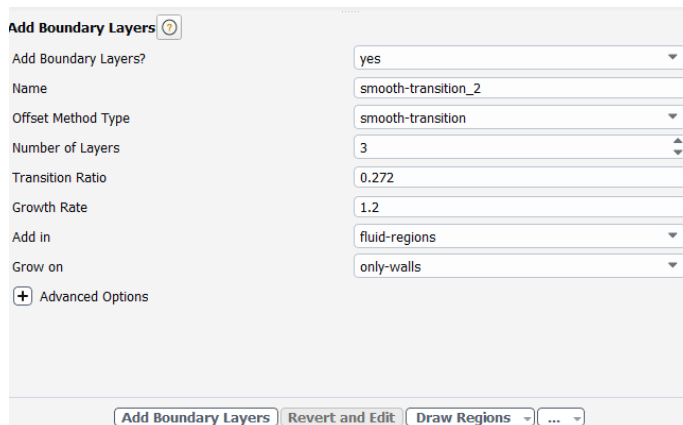 Add Boundary Layers ?
Add Boundary Layers? yes
Name smooth-transition_2
Offset Method Type smooth-transition
Number of Layers 3
Transition Ratio 0.272
Growth Rate 1.2
Add in fluid-regions
Grow on only-walls
+ Advanced Options
Add Boundary Layers Revert and Edit Draw Regions ...